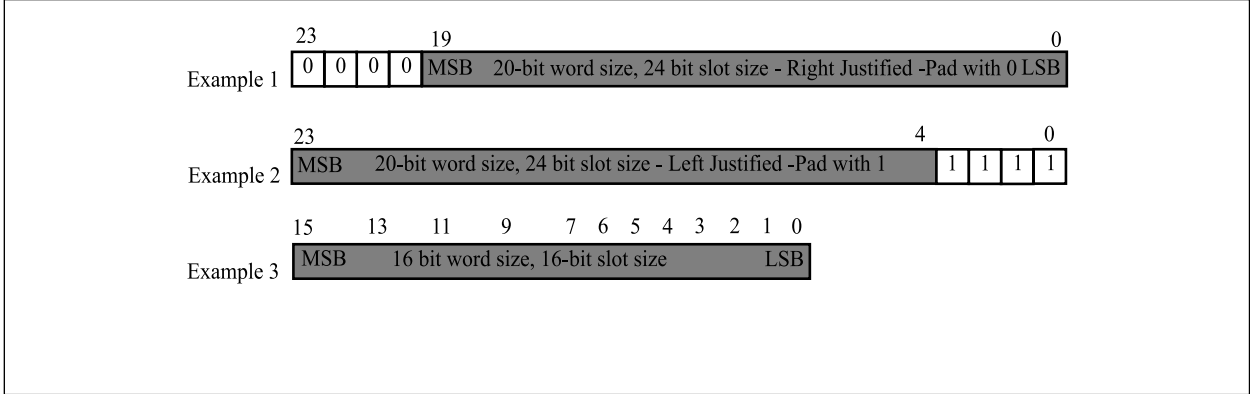 23 19 0
Example 1 0 0 0 0 MSB 20-bit word size, 24 bit slot size - Right Justified -Pad with 0 LSB
23 4 0
Example 2 MSB 20-bit word size, 24 bit slot size - Left Justified -Pad with 1 1 1 1 1
15 13 11 9 7 6 5 4 3 2 1 0
Example 3 MSB 16 bit word size, 16-bit slot size LSB